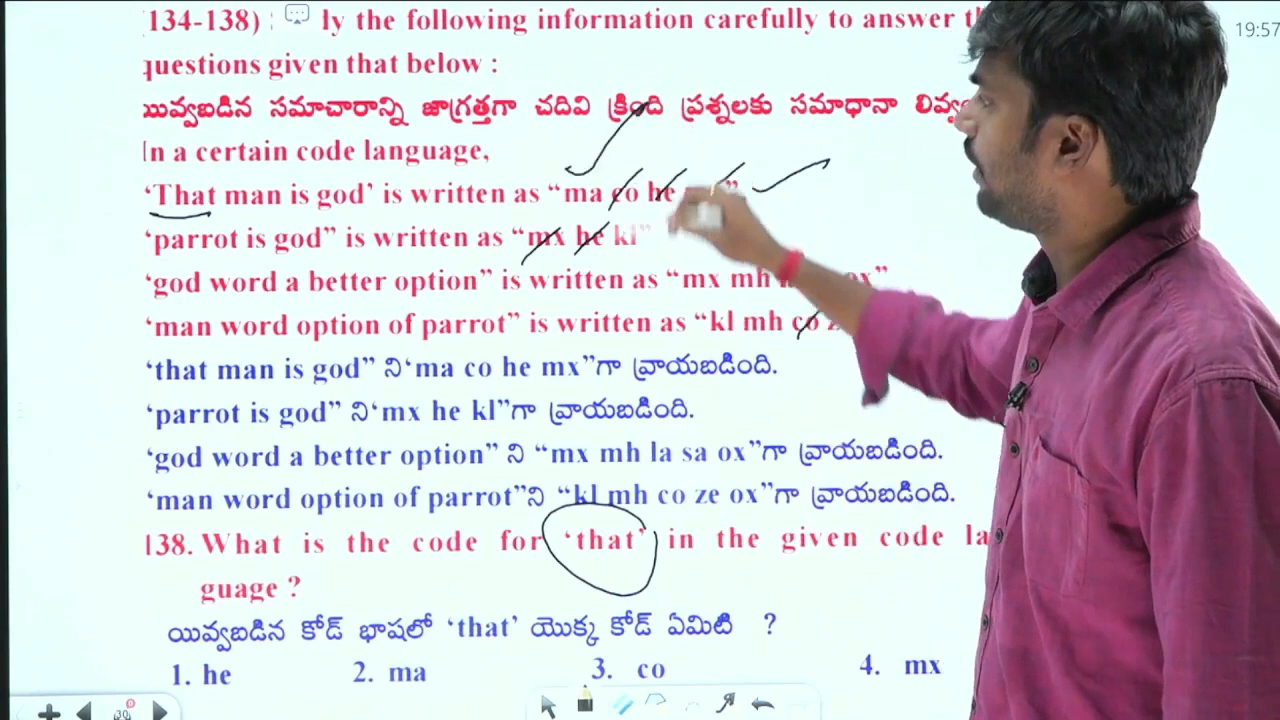 (134-138) : ly the following information carefully to answer
questions given that below :
యివ్వబడిన సమాచారాన్ని జాగ్రత్తగా చదివి క్రింది ప్రశ్నలకు సమాధానా లివ్వ
In a certain code language,
‘That man is god’ is written as “ma co he ”
‘parrot is god” is written as “mx he kl”
‘god word a better option” is written as “mx mh ox”
‘man word option of parrot” is written as “kl mh co
‘that man is god” ని‘ma co he mx”గా వ్రాయబడింది.
‘parrot is god” ని‘mx he kl”గా వ్రాయబడింది.
‘god word a better option” ని “mx mh la sa ox”గా వ్రాయబడింది.
‘man word option of parrot”ని “kl mh co ze ox”గా వ్రాయబడింది.
138. What is the code for ‘that’ in the given code la
guage ?
యివ్వబడిన కోడ్ భాషలో ‘that’ యొక్క కోడ్ ఏమిటి ?
1. he 2. ma 3. co 4. mx
19:57
39